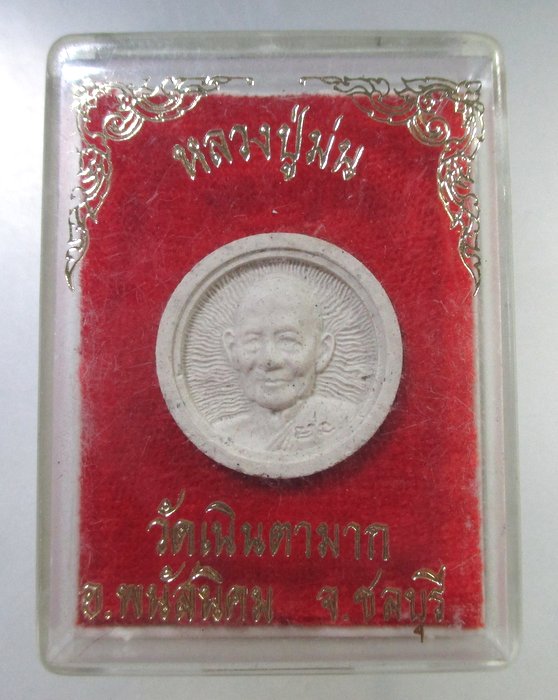 หลวงปู่ม่น
วัดเนินตามาก
อ.พนัสนิคม จ.ชลบุรี